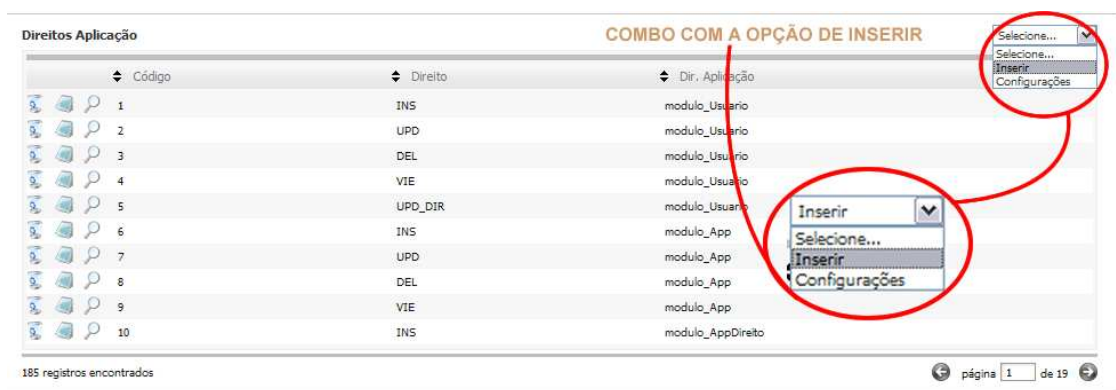 Direitos Aplicação
COMBO COM A OPÇÃO DE INSERIR
Selecione...
Selecione...
Inserir
Configurações
Código Direito Dir. Aplicação
1 INS modulo_Usuario
2 UPD modulo_Usuario
3 DEL modulo_Usuario
4 VIE modulo_Usuario
5 UPD_DIR modulo_Usuario
6 INS modulo_App
7 UPD modulo_App
8 DEL modulo_App
9 VIE modulo_App
10 INS modulo_AppDireito
Inserir
Selecione...
Inserir
Configurações
185 registros encontrados
página 1 de 19